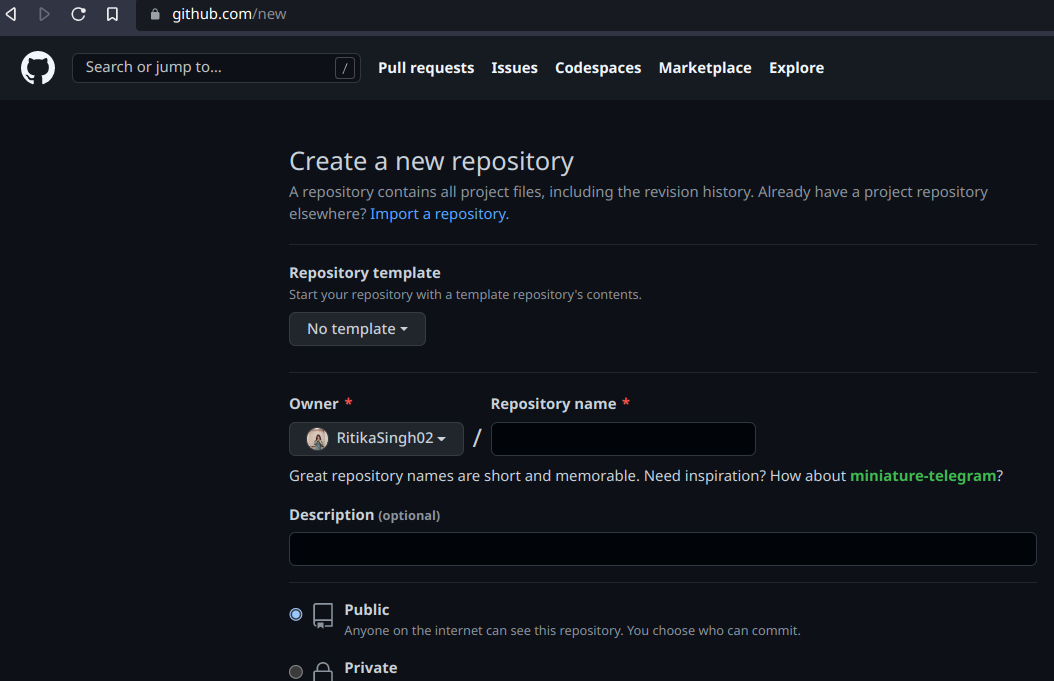 github.com/new
Search or jump to... /
Pull requests Issues Codespaces Marketplace Explore
Create a new repository
A repository contains all project files, including the revision history. Already have a project repository
elsewhere? Import a repository.
Repository template
Start your repository with a template repository's contents.
No template
Owner * Repository name *
RitikaSingh02 /
Great repository names are short and memorable. Need inspiration? How about miniature-telegram?
Description (optional)
Public
Anyone on the internet can see this repository. You choose who can commit.
Private